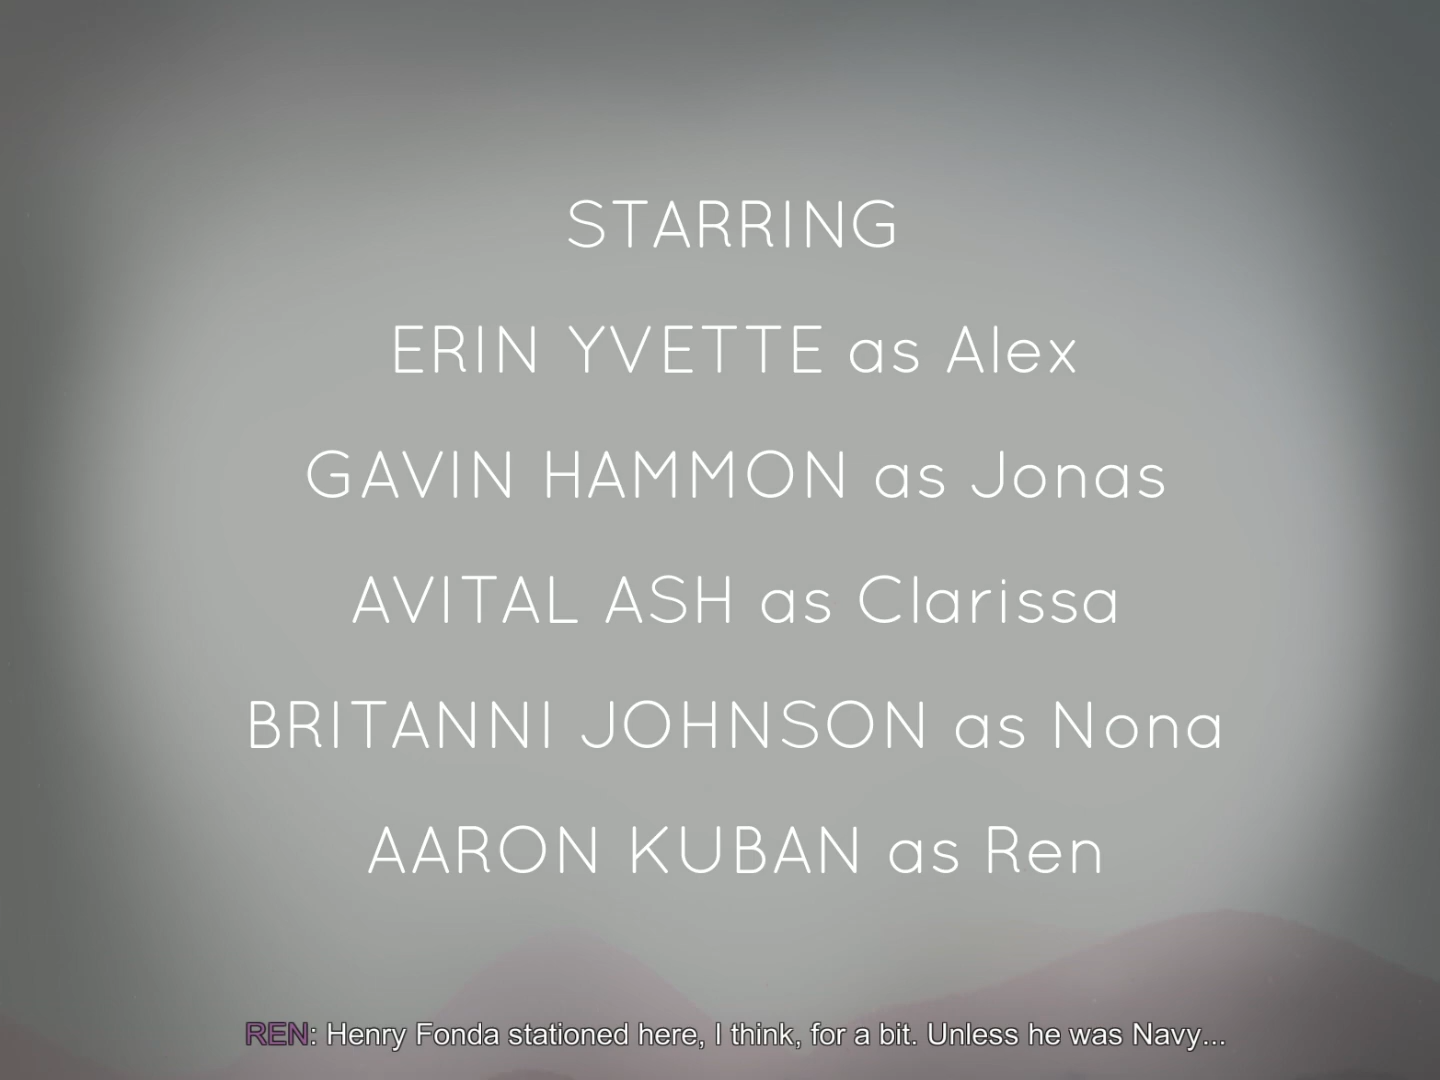 STARRING
ERIN YVETTE as Alex
GAVIN HAMMON as Jonas
AVITAL ASH as Clarissa
BRITANNI JOHNSON as Nona
AARON KUBAN as Ren
REN: Henry Fonda stationed here, I think, for a bit. Unless he was Navy...